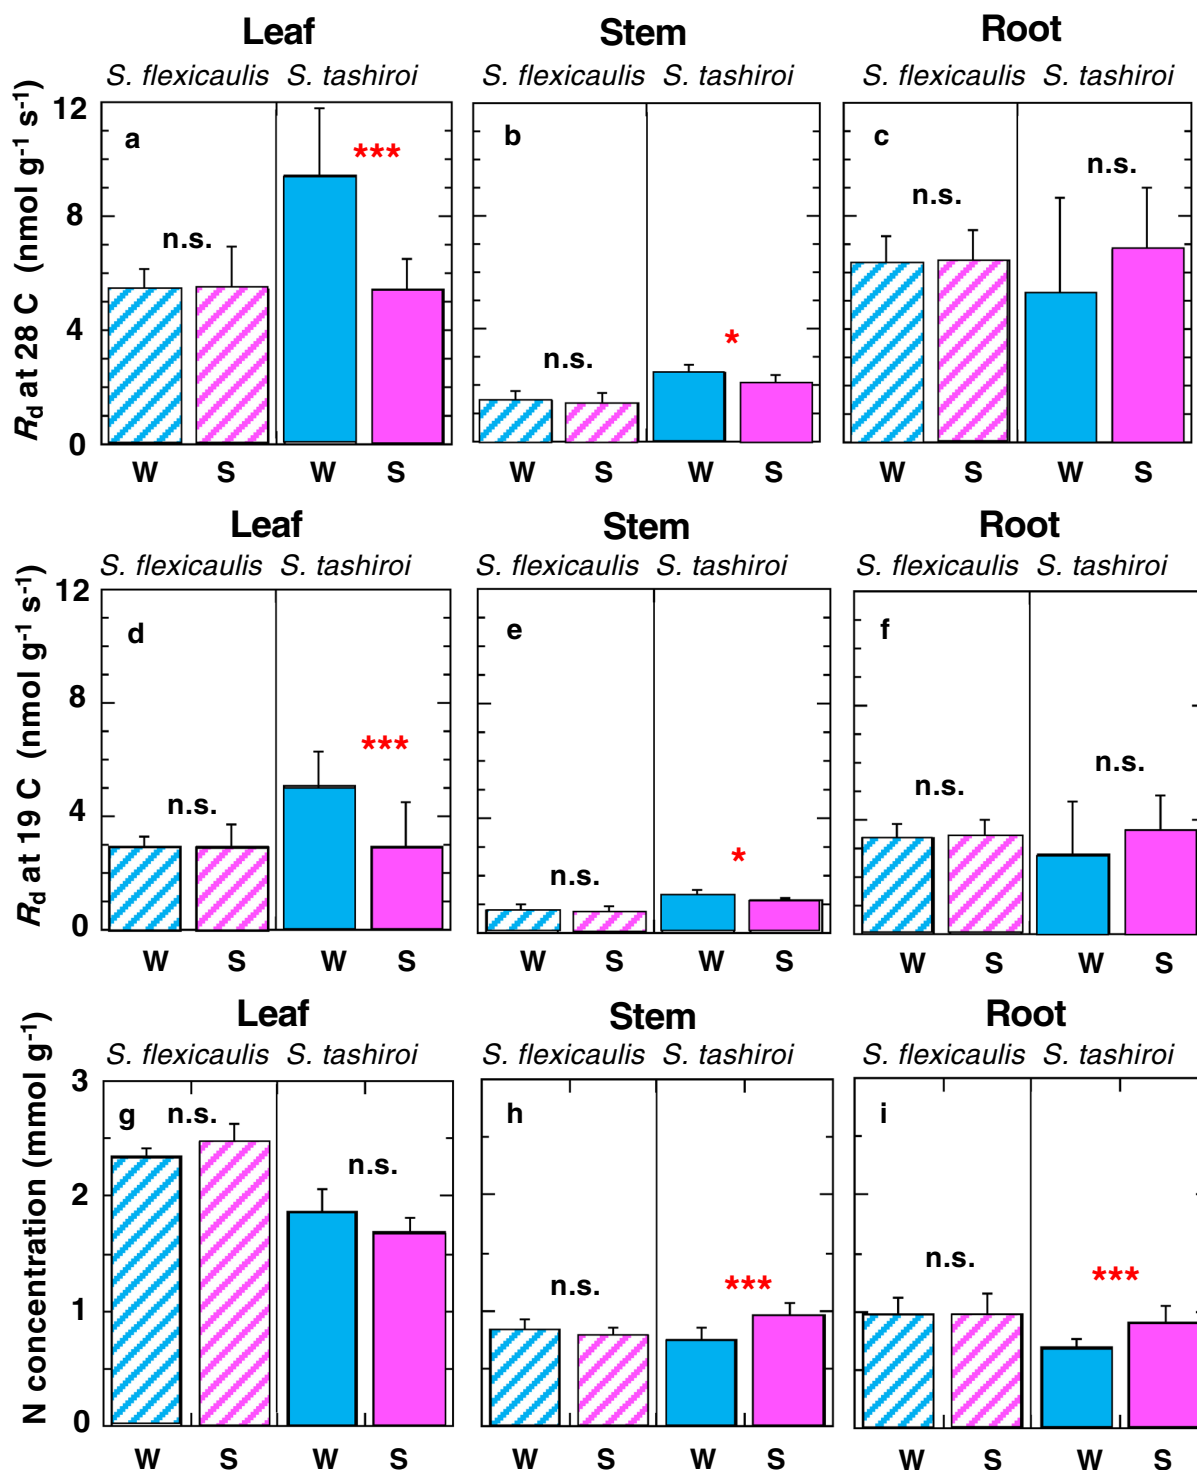 Leaf Stem Root
S. flexicaulis S. tashiroi S. flexicaulis S. tashiroi S. flexicaulis S. tashiroi
R_d at 28 C (nmol g⁻¹ s⁻¹)
12
8
4
0
a
n.s.
***
b
n.s.
*
c
n.s.
n.s.
W S W S W S W S W S W S
Leaf Stem Root
S. flexicaulis S. tashiroi S. flexicaulis S. tashiroi S. flexicaulis S. tashiroi
R_d at 19 C (nmol g⁻¹ s⁻¹)
12
8
4
0
d
n.s.
***
e
n.s.
*
f
n.s.
n.s.
W S W S W S W S W S W S
Leaf Stem Root
S. flexicaulis S. tashiroi S. flexicaulis S. tashiroi S. flexicaulis S. tashiroi
N concentration (mmol g⁻¹)
3
2
1
0
g
n.s.
n.s.
h
n.s.
***
i
n.s.
***
W S W S W S W S W S W S